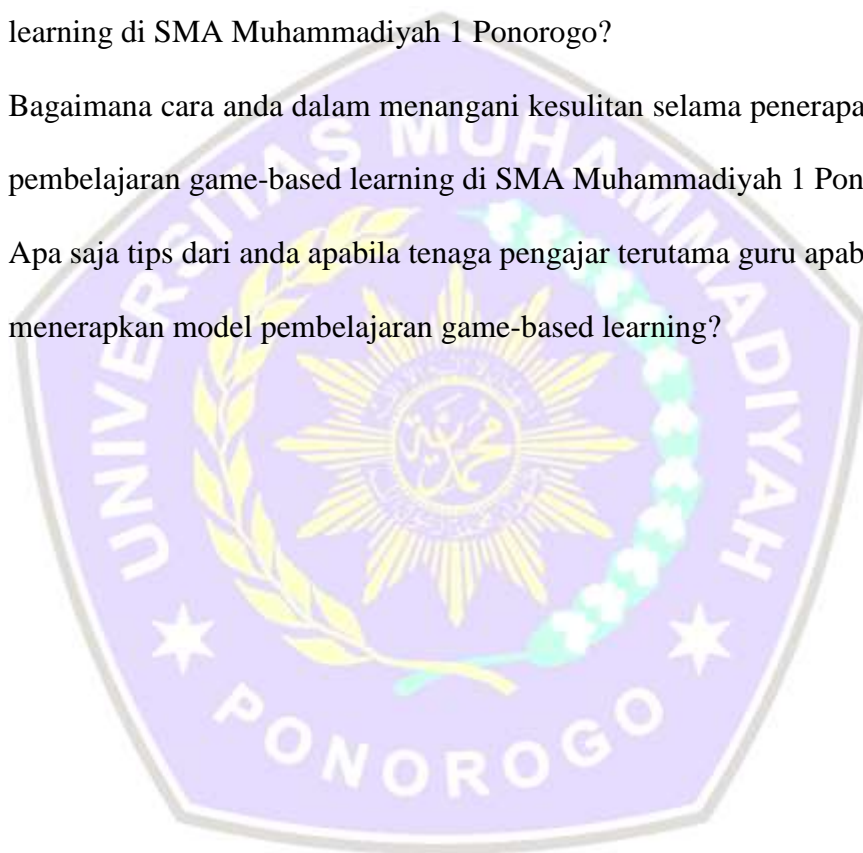 learning di SMA Muhammadiyah 1 Ponorogo?
Bagaimana cara anda dalam menangani kesulitan selama penerapa
pembelajaran game-based learning di SMA Muhammadiyah 1 Pon
Apa saja tips dari anda apabila tenaga pengajar terutama guru apab
menerapkan model pembelajaran game-based learning?
UNIVERSITAS MUHAMMADIYAH
PONOROGO
محمدية